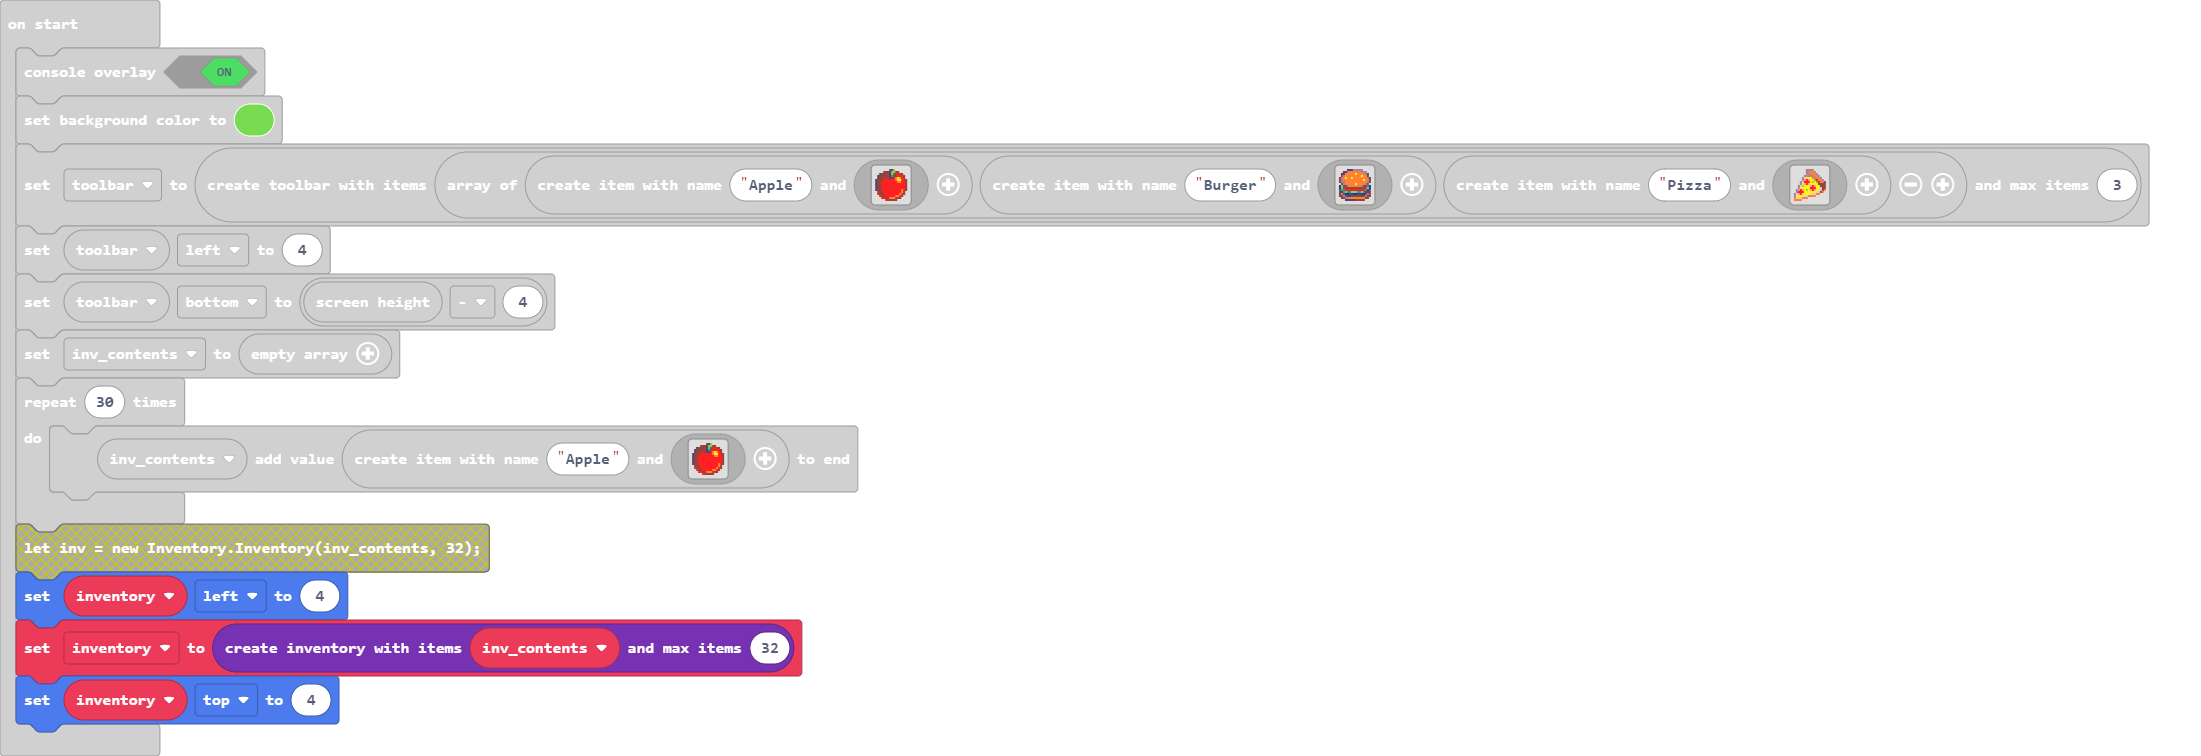 on start
console overlay ON
set background color to
set toolbar to create toolbar with items array of create item with name "Apple" and create item with name "Burger" and create item with name "Pizza" and and max items 3
set toolbar left to 4
set toolbar bottom to screen height - 4
set inv_contents to empty array
repeat 30 times
do
inv_contents add value create item with name "Apple" and to end
let inv = new Inventory.Inventory(inv_contents, 32);
set inventory left to 4
set inventory to create inventory with items inv_contents and max items 32
set inventory top to 4